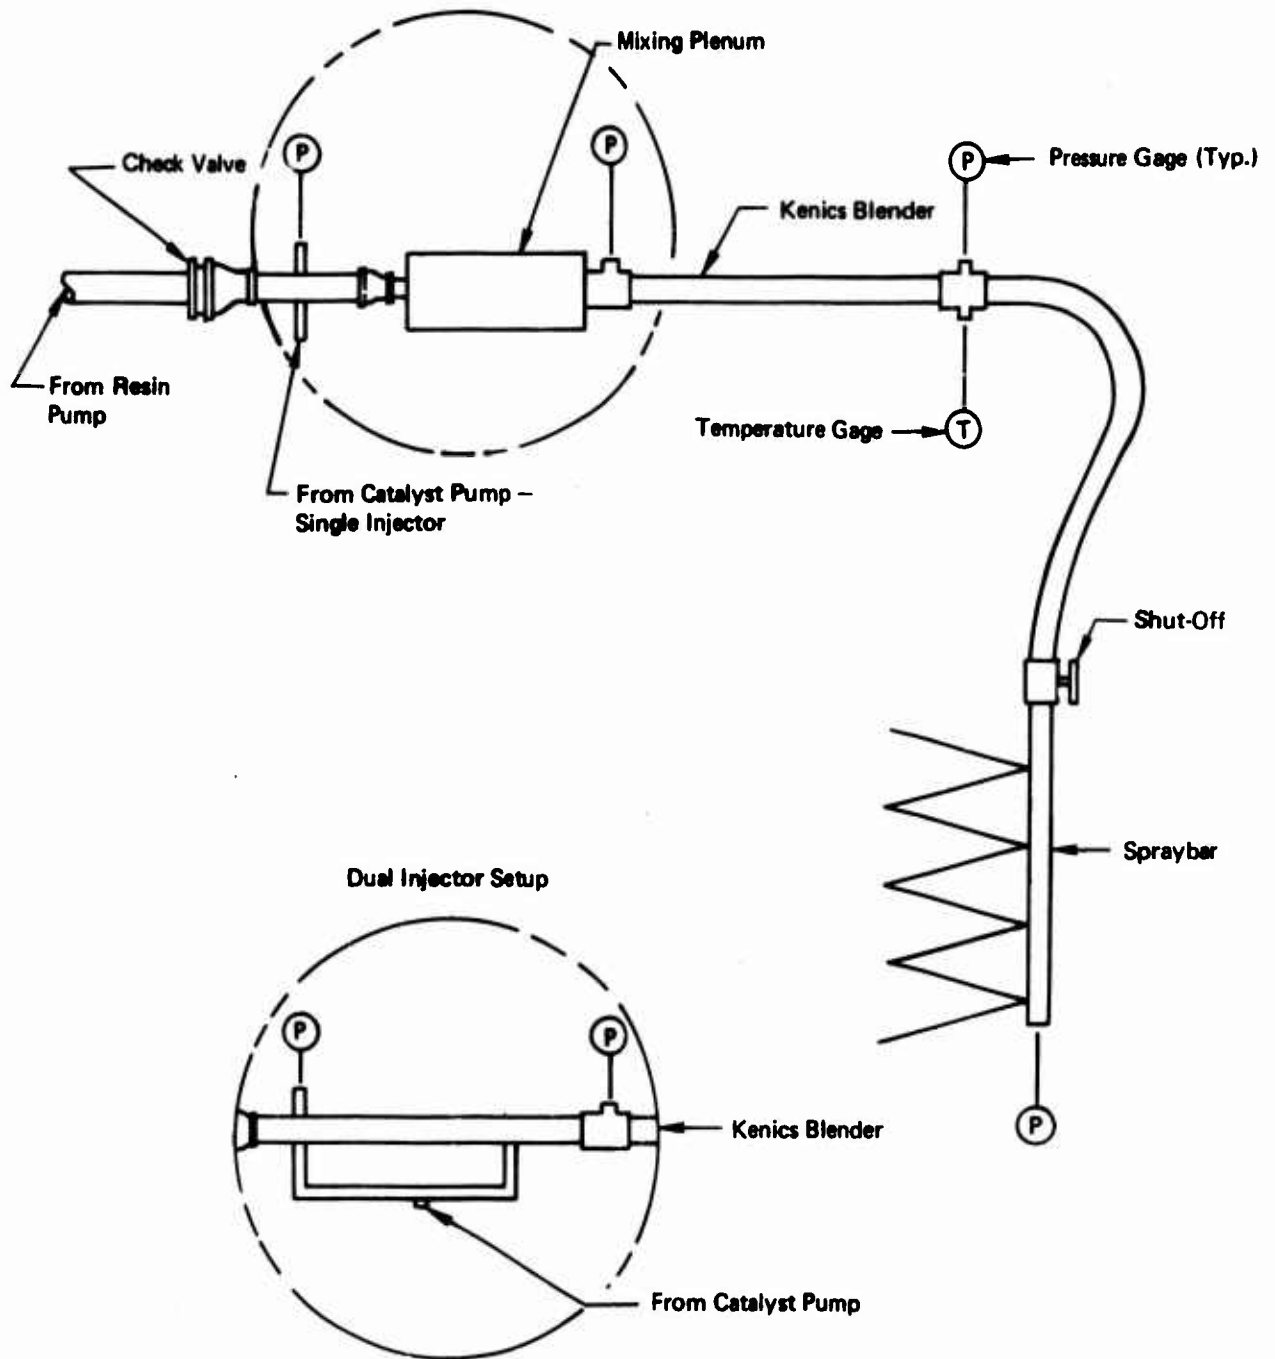 Mixing Plenum
Check Valve
P
P
P
Pressure Gage (Typ.)
Kenics Blender
From Resin
Pump
Temperature Gage
T
From Catalyst Pump –
Single Injector
Shut-Off
Spraybar
Dual Injector Setup
P
P
P
Kenics Blender
From Catalyst Pump